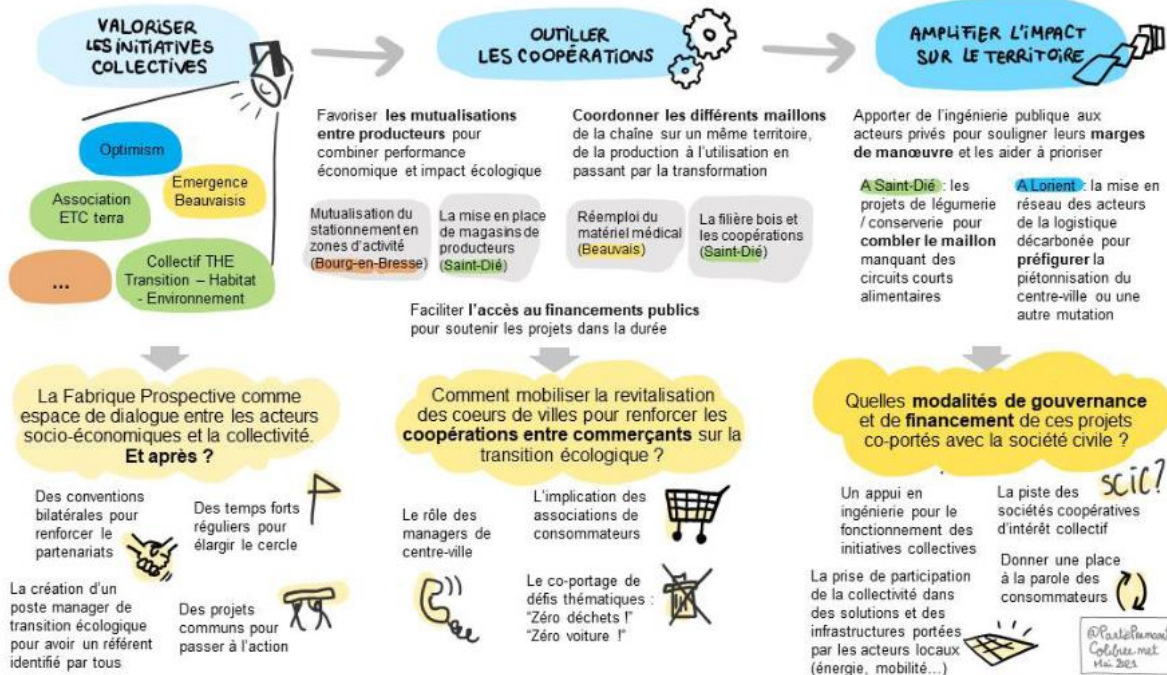 VALORISER
LES INITIATIVES
COLLECTIVES
Optimism
Emergence
Beauvaisis
Association
ETC terra
...
Collectif THE
Transition – Habitat
- Environnement
OUTILLER
LES COOPÉRATIONS
Favoriser les mutualisations
entre producteurs pour
combiner performance
économique et impact écologique
Coordonner les différents maillons
de la chaîne sur un même territoire,
de la production à l'utilisation en
passant par la transformation
Mutualisation du
stationnement en
zones d'activité
(Bourg-en-Bresse)
La mise en place
de magasins de
producteurs
(Saint-Dié)
Réemploi du
matériel médical
(Beauvais)
La filière bois et
les coopérations
(Saint-Dié)
Faciliter l'accès au financements publics
pour soutenir les projets dans la durée
AMPLIFIER L'IMPACT
SUR LE TERRITOIRE
Apporter de l'ingénierie publique aux
acteurs privés pour souligner leurs marges
de manœuvre et les aider à prioriser
A Saint-Dié : les
projets de légumerie
/ conserverie pour
combler le maillon
manquant des
circuits courts
alimentaires
A Lorient : la mise en
réseau des acteurs
de la logistique
décarbonée pour
préfigurer la
piétonnisation du
centre-ville ou une
autre mutation
La Fabrique Prospective comme
espace de dialogue entre les acteurs
socio-économiques et la collectivité.
Et après ?
Des conventions
bilatérales pour
renforcer le
partenariats
Des temps forts
réguliers pour
élargir le cercle
La création d'un
poste manager de
transition écologique
pour avoir un référent
identifié par tous
Des projets
communs pour
passer à l'action
Comment mobiliser la revitalisation
des coeurs de villes pour renforcer les
coopérations entre commerçants sur la
transition écologique ?
Le rôle des
managers de
centre-ville
L'implication des
associations de
consommateurs
Le co-portage de
défis thématiques :
"Zéro déchets !"
"Zéro voiture !"
Quelles modalités de gouvernance
et de financement de ces projets
co-portés avec la société civile ?
Un appui en
ingénierie pour le
fonctionnement des
initiatives collectives
SCIC?
La piste des
sociétés coopératives
d'intérêt collectif
La prise de participation
de la collectivité dans
des solutions et des
infrastructures portées
par les acteurs locaux
(énergie, mobilité...)
Donner une place
à la parole des
consommateurs
Colibree.net
Mai 2021